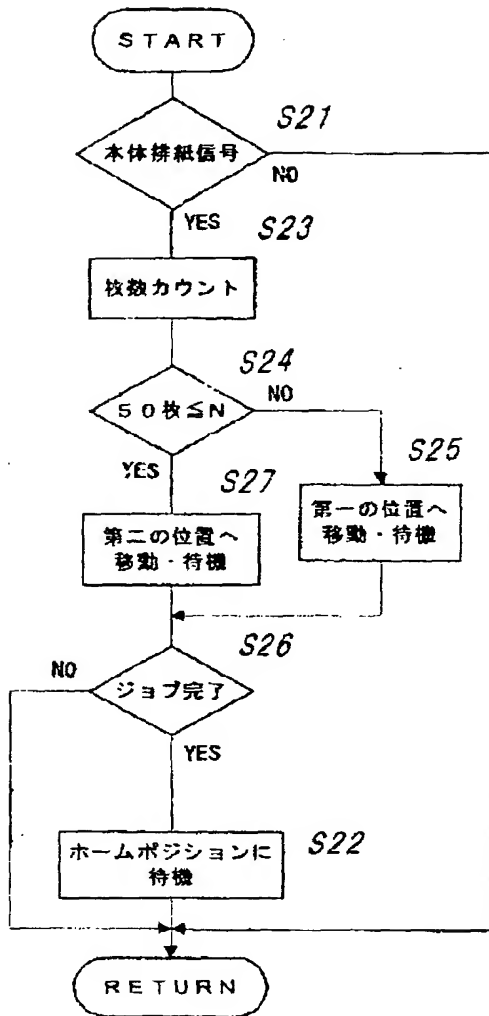 START
S21
本体排紙信号
NO
YES
S23
枚数カウント
S24
50枚≦N
NO
YES
S25
S27
第一の位置へ
移動・待機
第二の位置へ
移動・待機
S26
NO
ジョブ完了
YES
S22
ホームポジションに
待機
RETURN